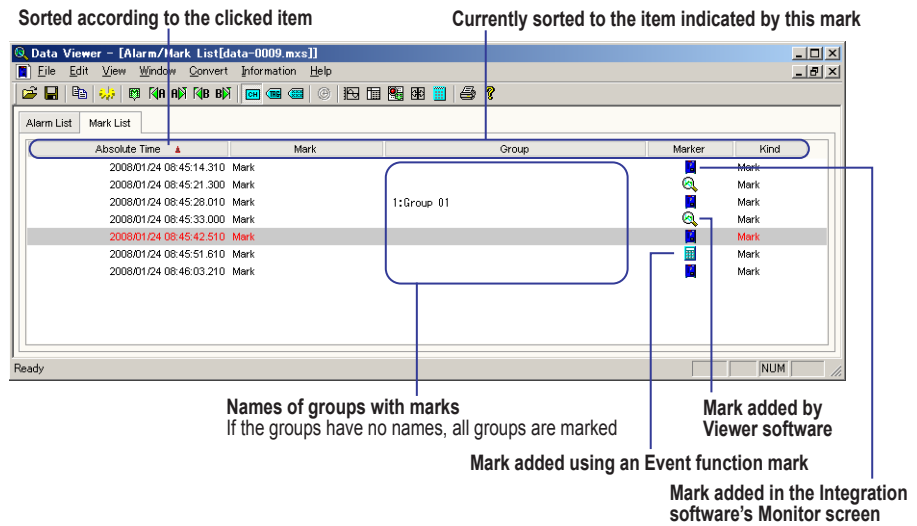 Sorted according to the clicked item
Currently sorted to the item indicated by this mark
Data Viewer - [Alarm/Mark List[data-0009.mxs]]
File Edit View Window Convert Information Help
CH
Alarm List Mark List
Absolute Time Mark Group Marker Kind
2008/01/24 08:45:14.310 Mark Mark
2008/01/24 08:45:21.300 Mark Mark
2008/01/24 08:45:28.010 Mark 1:Group 01 Mark
2008/01/24 08:45:33.000 Mark Mark
2008/01/24 08:45:42.510 Mark Mark
2008/01/24 08:45:51.610 Mark Mark
2008/01/24 08:46:03.210 Mark Mark
Ready NUM
Names of groups with marks
If the groups have no names, all groups are marked
Mark added by
Viewer software
Mark added using an Event function mark
Mark added in the Integration
software's Monitor screen